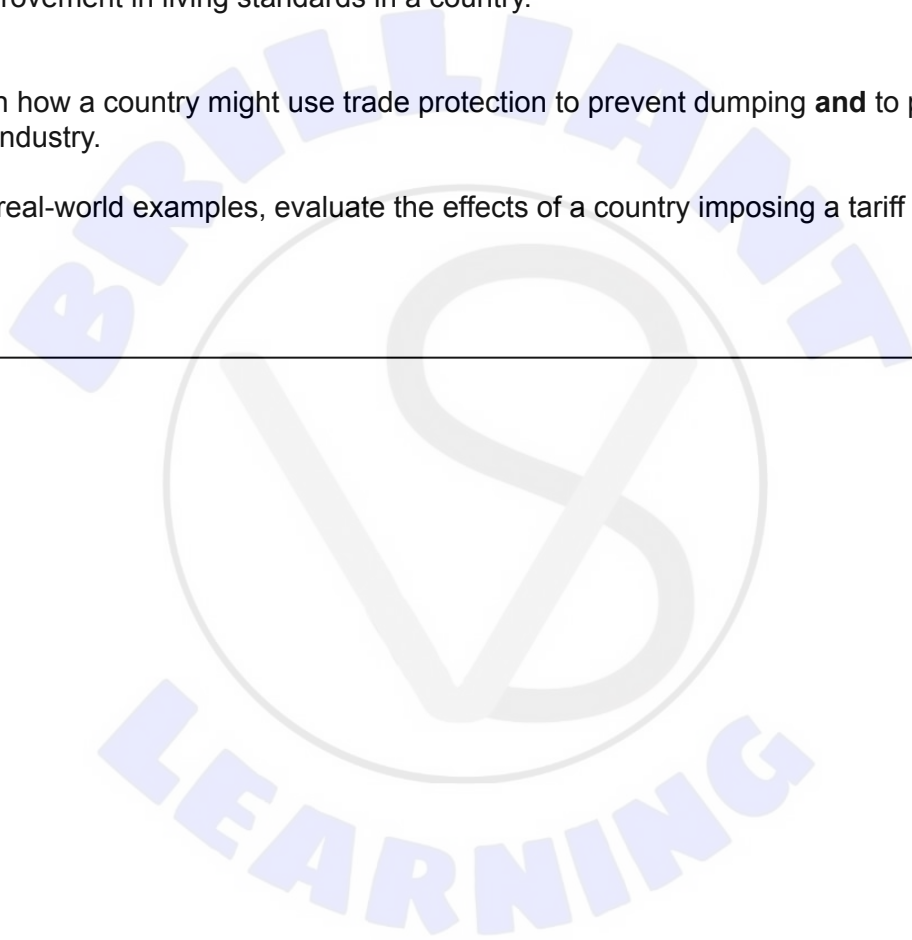 rovement in living standards in a country.
n how a country might use trade protection to prevent dumping and to p
ndustry.
real-world examples, evaluate the effects of a country imposing a tariff
BRILLIANT
VS
LEARNING